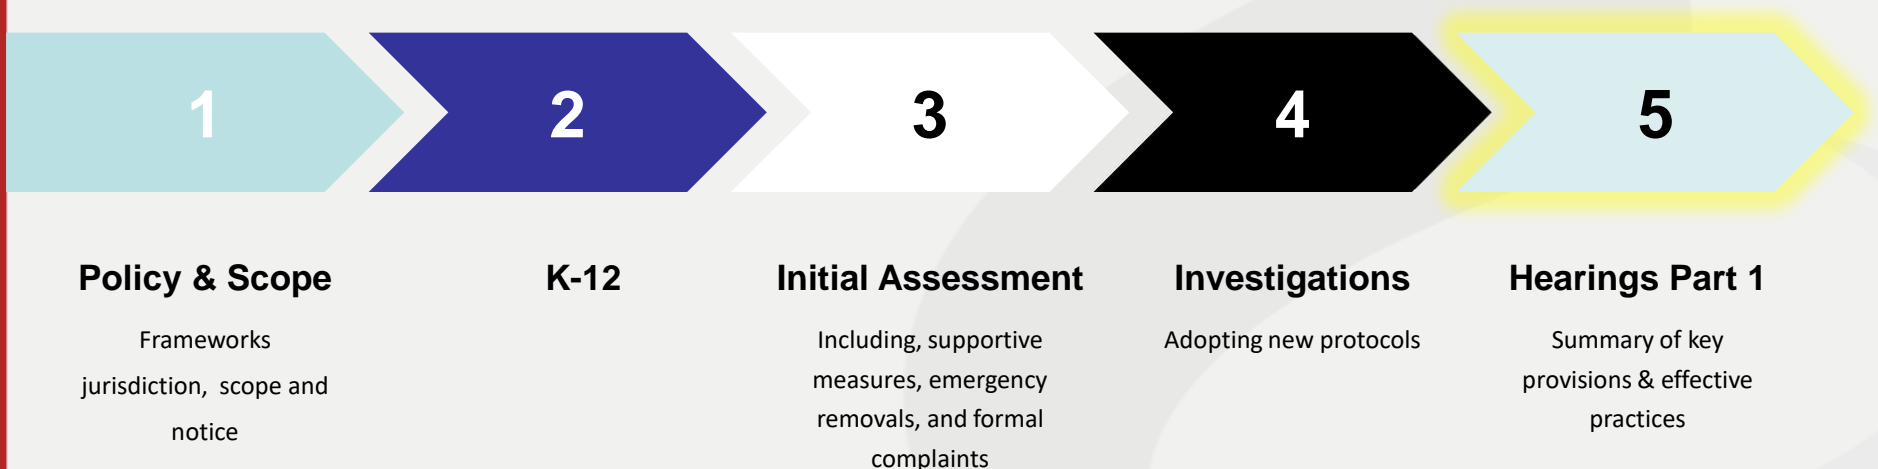 1
2
3
4
5
Policy & Scope
Frameworks
jurisdiction, scope and
notice
K-12
Initial Assessment
Including, supportive
measures, emergency
removals, and formal
complaints
Investigations
Adopting new protocols
Hearings Part 1
Summary of key
provisions & effective
practices